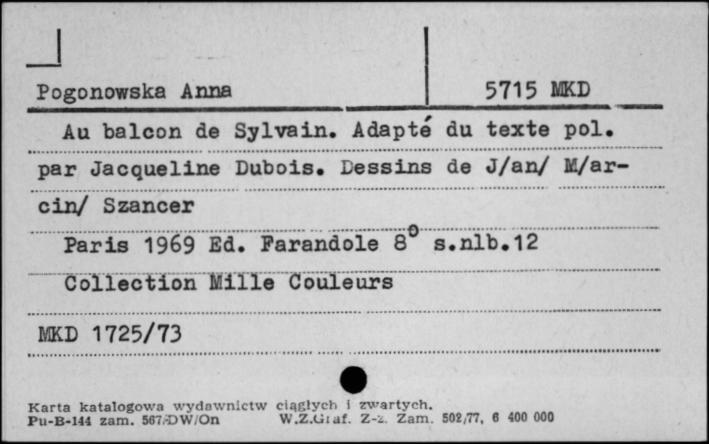 Pogonowska Anna 5715 MKD
Au balcon de Sylvain. Adapté du texte pol.
par Jacqueline Dubois. Dessins de J/an/ M/ar-
cin/ Szancer
Paris 1969 Ed. Farandole 8° s.nlb.12
Collection Mille Couleurs
MKD 1725/73
Karta katalogowa wydawnictw ciągłych i zwartych.
Pu-B-144 zam. 567/DW/On W.Z.Graf. Z-z. Zam. 502/77, 6 400 000